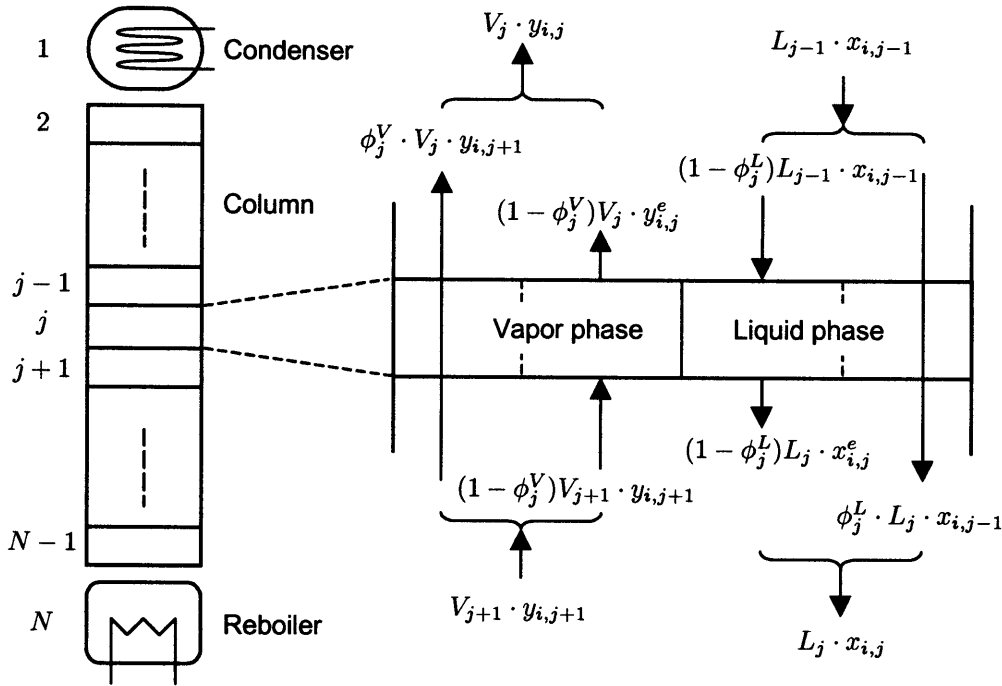 1
Condenser
2
Column
j − 1
j
j + 1
N − 1
N
Reboiler
V_j · y_{i,j}
L_{j−1} · x_{i,j−1}
ϕ_j^V · V_j · y_{i,j+1}
(1 − ϕ_j^L)L_{j−1} · x_{i,j−1}
(1 − ϕ_j^V)V_j · y_{i,j}^e
Vapor phase
Liquid phase
(1 − ϕ_j^L)L_j · x_{i,j}^e
(1 − ϕ_j^V)V_{j+1} · y_{i,j+1}
ϕ_j^L · L_j · x_{i,j−1}
V_{j+1} · y_{i,j+1}
L_j · x_{i,j}